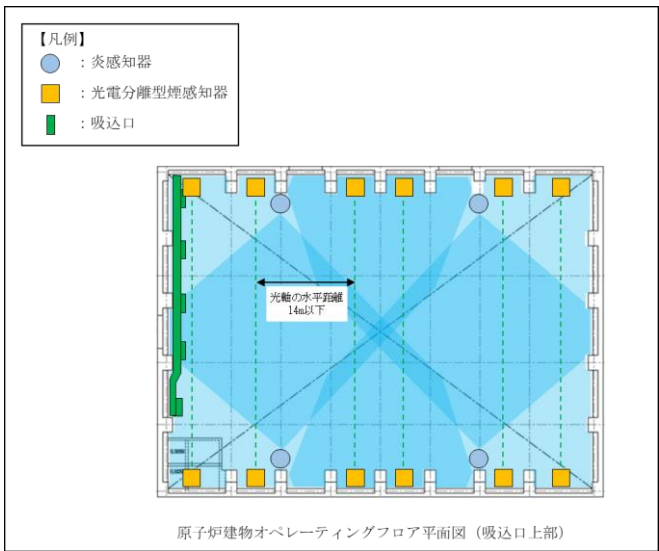 【凡例】
：炎感知器
：光電分離型煙感知器
：吸込口
光軸の水平距離
14m以下
原子炉建物オペレーティングフロア平面図（吸込口上部）